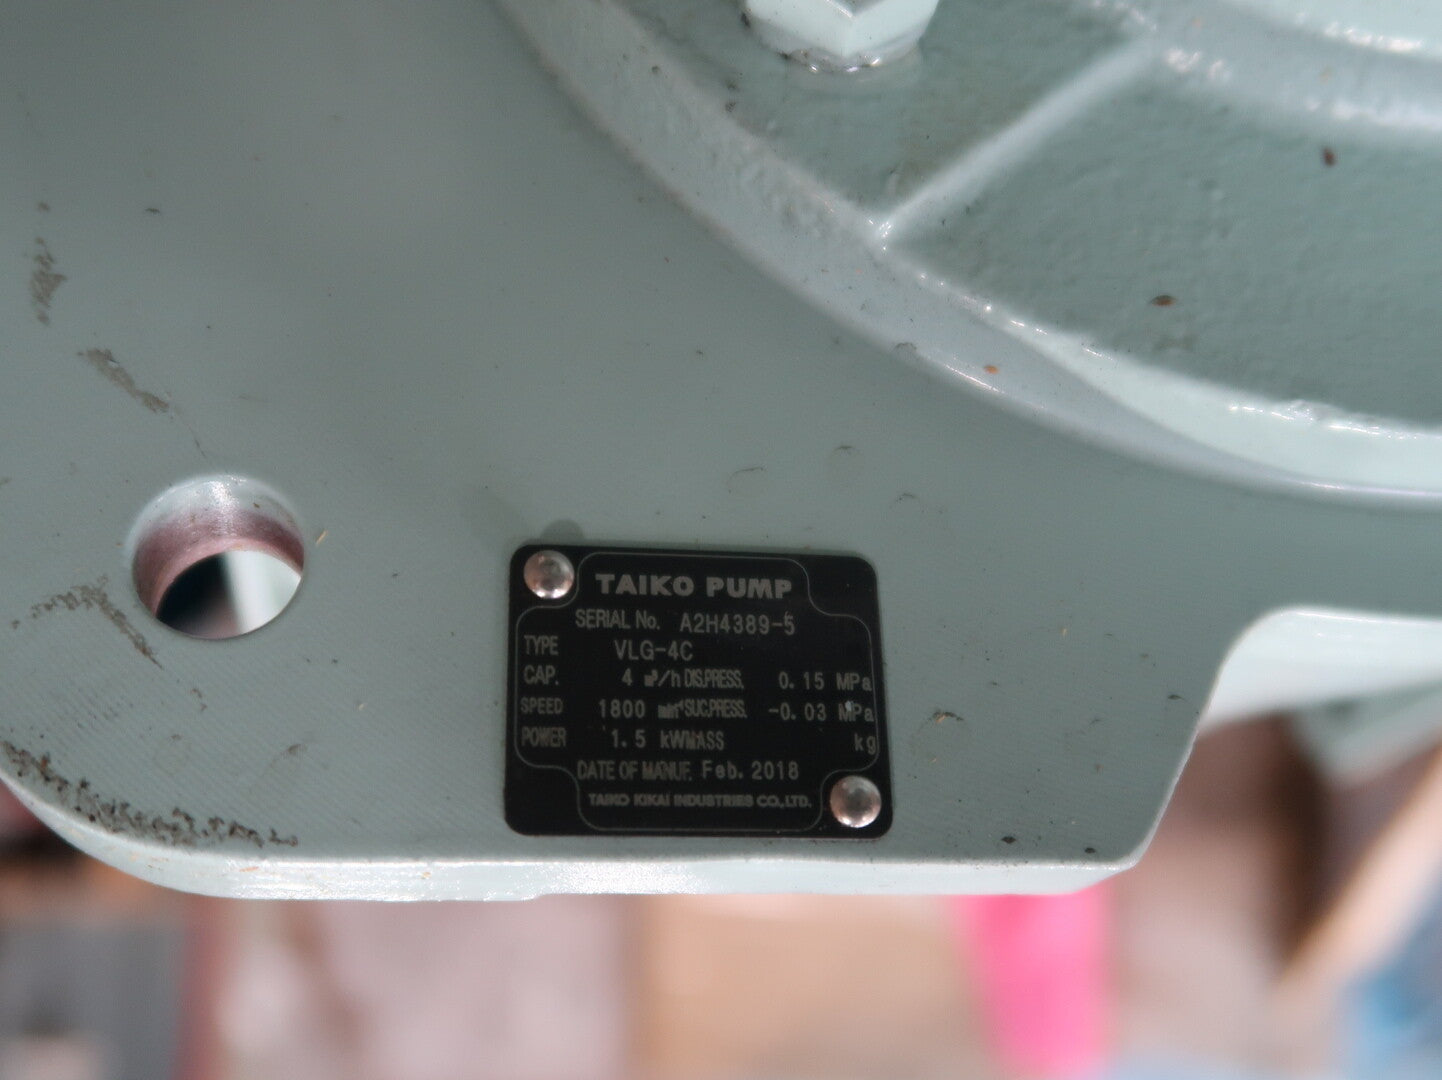 TAIKO PUMP
SERIAL No. A2H4389-5
TYPE VLG-4C
CAP. 4 m³/h DIS.PRESS. 0.15 MPa
SPEED 1800 min⁻¹ SUC.PRESS. -0.03 MPa
POWER 1.5 kW MASS kg
DATE OF MANUF. Feb. 2018
TAIKO KIKAI INDUSTRIES CO.,LTD.